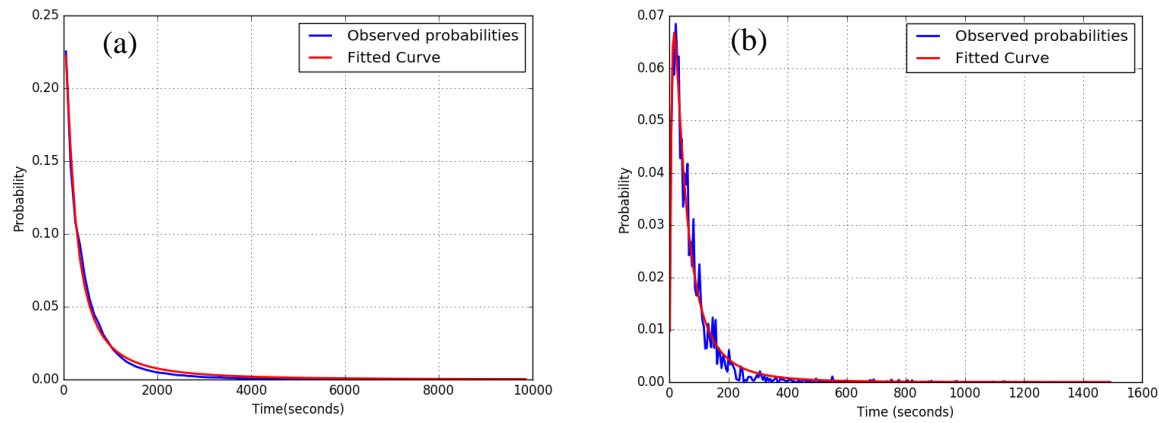 (a)
Observed probabilities
Fitted Curve
0.25
0.20
0.15
0.10
0.05
0.00
Probability
0 2000 4000 6000 8000 10000
Time(seconds)
(b)
Observed probabilities
Fitted Curve
0.07
0.06
0.05
0.04
0.03
0.02
0.01
0.00
Probability
0 200 400 600 800 1000 1200 1400 1600
Time (seconds)